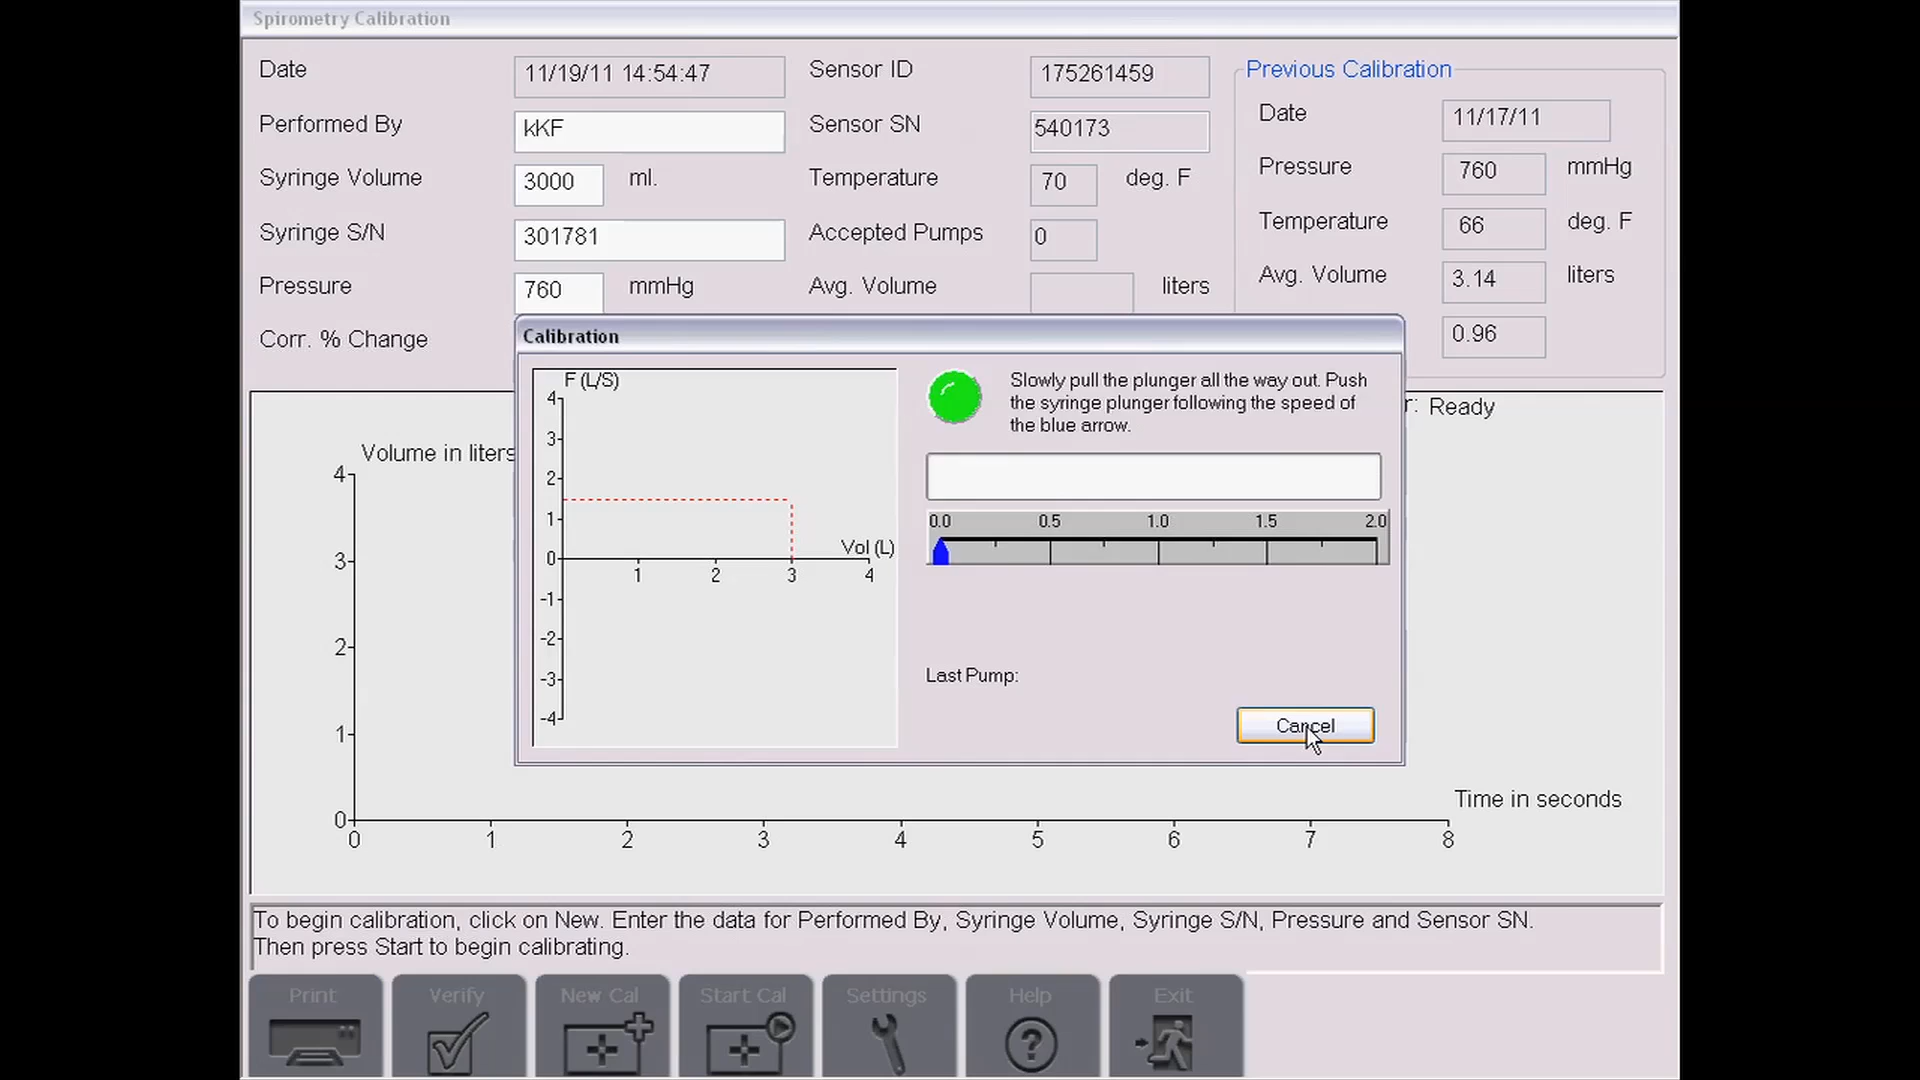 Spirometry Calibration
Date 11/19/11 14:54:47 Sensor ID 175261459 Previous Calibration
Performed By kKF Sensor SN 540173 Date 11/17/11
Syringe Volume 3000 ml. Temperature 70 deg. F Pressure 760 mmHg
Syringe S/N 301781 Accepted Pumps 0 Temperature 66 deg. F
Pressure 760 mmHg Avg. Volume liters Avg. Volume 3.14 liters
Corr. % Change 0.96
Calibration
F (L/S)
4
3
2
1
0
-1
-2
-3
-4
Vol (L)
1 2 3 4
Slowly pull the plunger all the way out. Push
the syringe plunger following the speed of
the blue arrow.
0.0 0.5 1.0 1.5 2.0
Last Pump:
Cancel
r: Ready
Volume in liters
4
3
2
1
0
Time in seconds
0 1 2 3 4 5 6 7 8
To begin calibration, click on New. Enter the data for Performed By, Syringe Volume, Syringe S/N, Pressure and Sensor SN.
Then press Start to begin calibrating.
Print Verify New Cal Start Cal Settings Help Exit